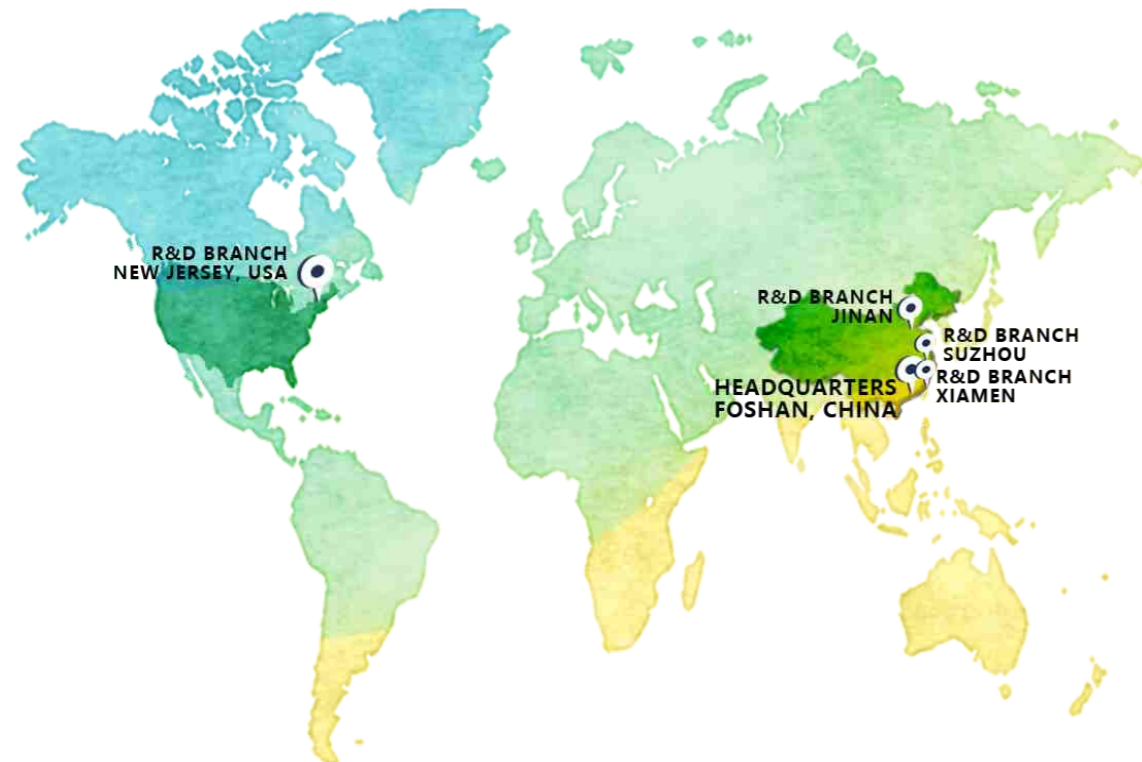 R&D BRANCH
NEW JERSEY, USA
R&D BRANCH
JINAN
R&D BRANCH
SUZHOU
HEADQUARTERS
FOSHAN, CHINA
R&D BRANCH
XIAMEN